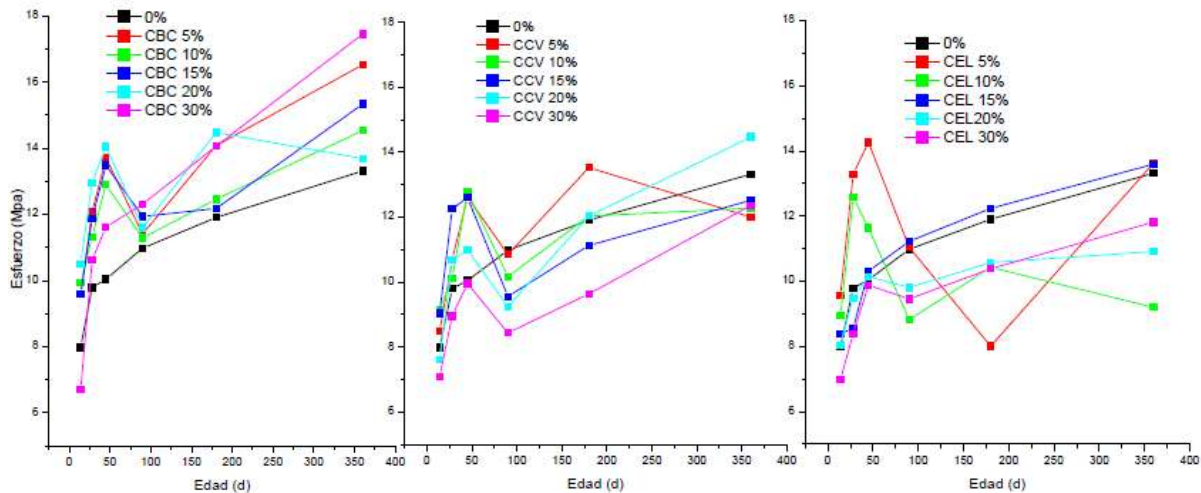 18
16
14
12
10
8
6
Esfuerzo (Mpa)
0%
CBC 5%
CBC 10%
CBC 15%
CBC 20%
CBC 30%
0 50 100 150 200 250 300 350 400
Edad (d)
18
16
14
12
10
8
6
0%
CCV 5%
CCV 10%
CCV 15%
CCV 20%
CCV 30%
0 50 100 150 200 250 300 350 400
Edad (d)
18
16
14
12
10
8
6
0%
CEL 5%
CEL10%
CEL 15%
CEL20%
CEL 30%
0 50 100 150 200 250 300 350 400
Edad (d)